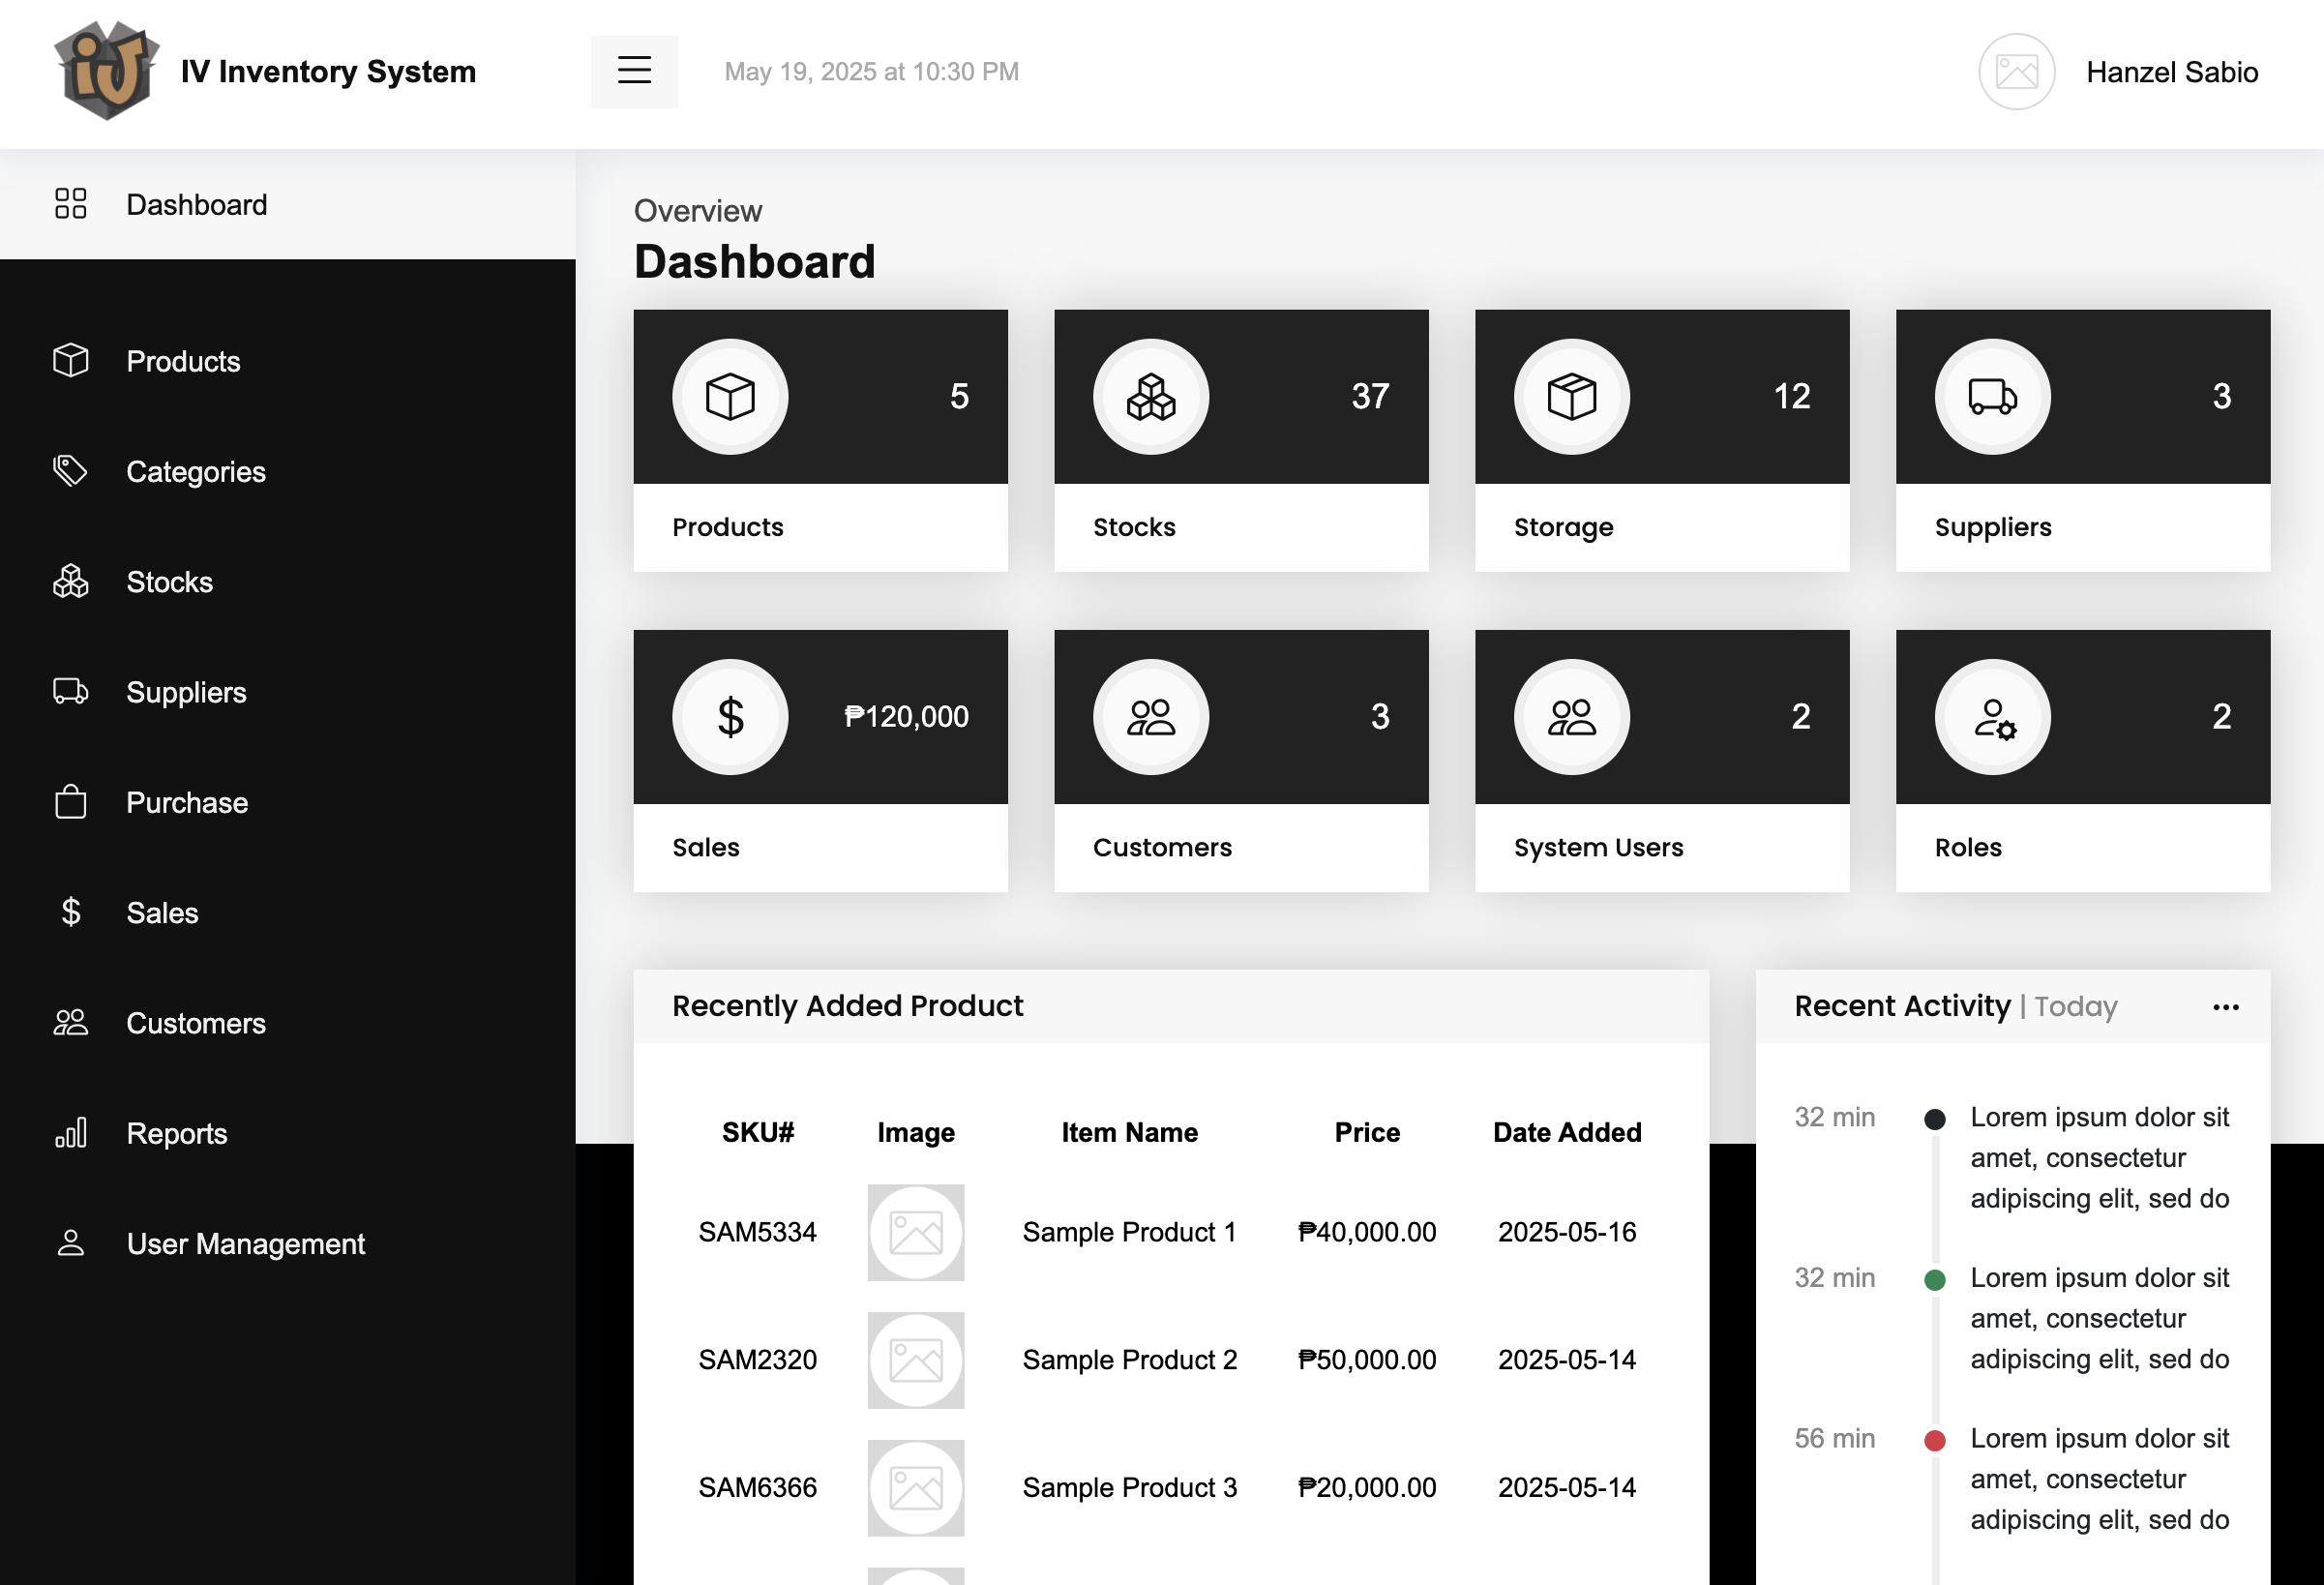 IV Inventory System
May 19, 2025 at 10:30 PM
Hanzel Sabio
Dashboard
Products
Categories
Stocks
Suppliers
Purchase
Sales
Customers
Reports
User Management
Overview
Dashboard
5
Products
37
Stocks
12
Storage
3
Suppliers
$
₱120,000
Sales
3
Customers
2
System Users
2
Roles
Recently Added Product
SKU# Image Item Name Price Date Added
SAM5334 Sample Product 1 ₱40,000.00 2025-05-16
SAM2320 Sample Product 2 ₱50,000.00 2025-05-14
SAM6366 Sample Product 3 ₱20,000.00 2025-05-14
Recent Activity | Today
32 min Lorem ipsum dolor sit
amet, consectetur
adipiscing elit, sed do
32 min Lorem ipsum dolor sit
amet, consectetur
adipiscing elit, sed do
56 min Lorem ipsum dolor sit
amet, consectetur
adipiscing elit, sed do